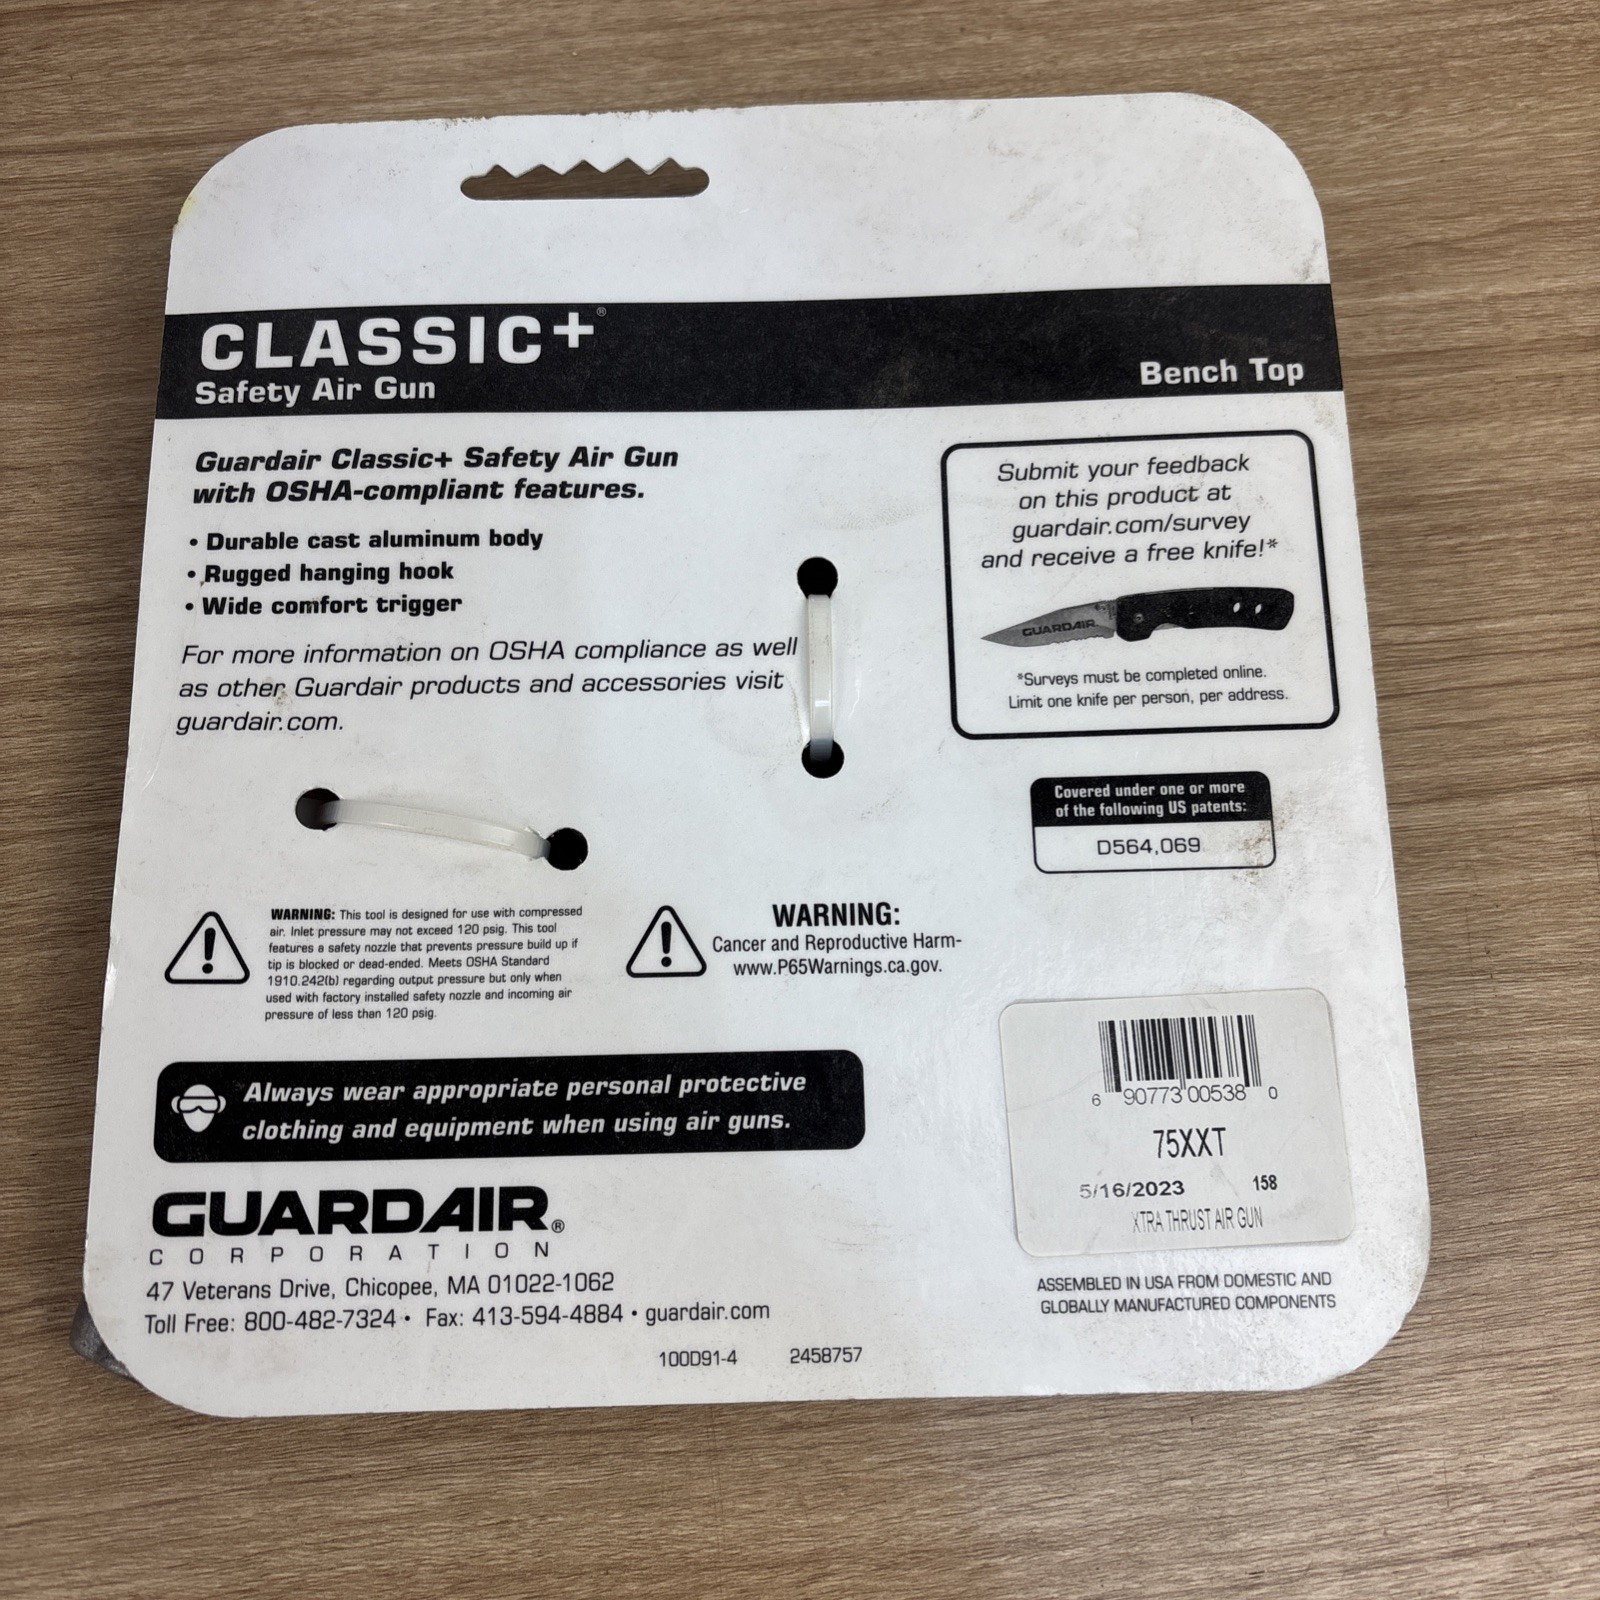 CLASSIC+®
Safety Air Gun
Bench Top
Guardair Classic+ Safety Air Gun
with OSHA-compliant features.
• Durable cast aluminum body
• Rugged hanging hook
• Wide comfort trigger
For more information on OSHA compliance as well
as other Guardair products and accessories visit
guardair.com.
Submit your feedback
on this product at
guardair.com/survey
and receive a free knife!*
GUARDAIR
*Surveys must be completed online.
Limit one knife per person, per address.
Covered under one or more
of the following US patents:
D564,069
WARNING: This tool is designed for use with compressed
air. Inlet pressure may not exceed 120 psig. This tool
features a safety nozzle that prevents pressure build up if
tip is blocked or dead-ended. Meets OSHA Standard
1910.242(b) regarding output pressure but only when
used with factory installed safety nozzle and incoming air
pressure of less than 120 psig.
WARNING:
Cancer and Reproductive Harm-
www.P65Warnings.ca.gov.
Always wear appropriate personal protective
clothing and equipment when using air guns.
6 90773 00538 0
75XXT
5/16/2023 158
XTRA THRUST AIR GUN
GUARDAIR®
CORPORATION
47 Veterans Drive, Chicopee, MA 01022-1062
Toll Free: 800-482-7324 • Fax: 413-594-4884 • guardair.com
ASSEMBLED IN USA FROM DOMESTIC AND
GLOBALLY MANUFACTURED COMPONENTS
100D91-4 2458757